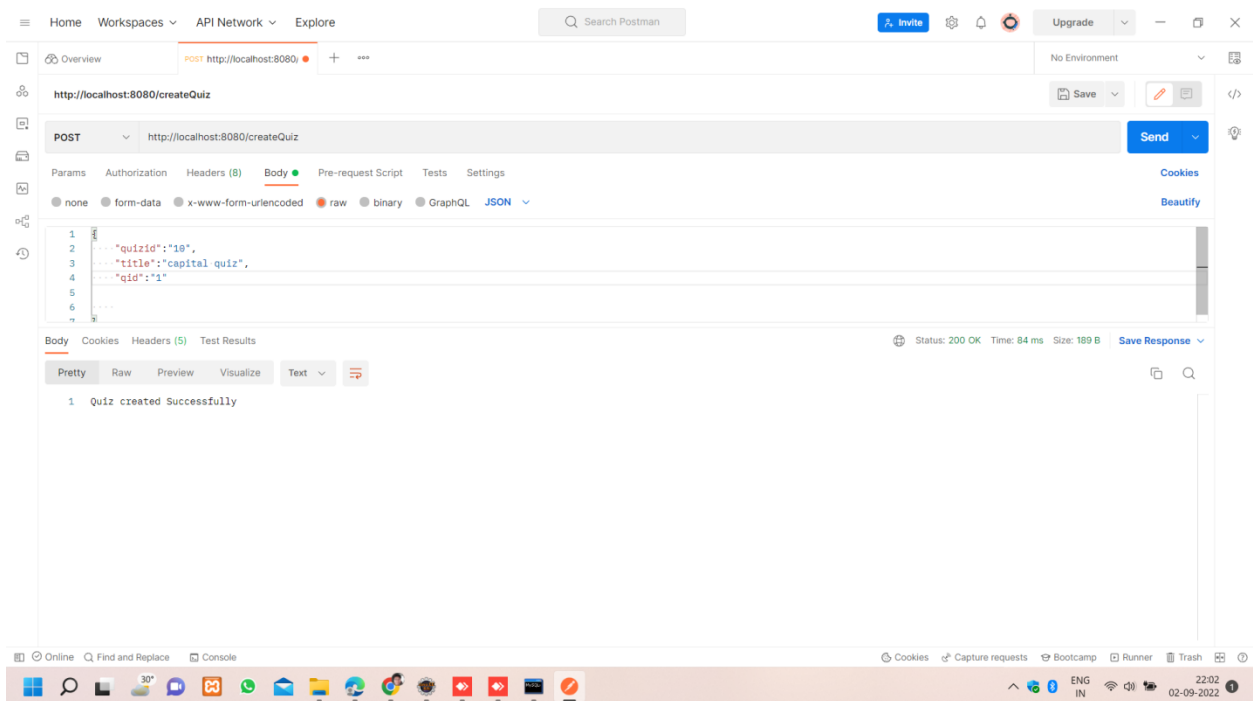 Home Workspaces API Network Explore Search Postman Invite Upgrade
Overview POST http://localhost:8080/ No Environment
http://localhost:8080/createQuiz Save
POST http://localhost:8080/createQuiz Send
Params Authorization Headers (8) Body Pre-request Script Tests Settings Cookies
none form-data x-www-form-urlencoded raw binary GraphQL JSON Beautify
1 {
2 "quizid":"10",
3 "title":"capital quiz",
4 "qid":"1"
5
6
7 }
Body Cookies Headers (5) Test Results Status: 200 OK Time: 84 ms Size: 189 B Save Response
Pretty Raw Preview Visualize Text
1 Quiz created Successfully
Online Find and Replace Console Cookies Capture requests Bootcamp Runner Trash
30° ENG 22:02
IN 02-09-2022 1